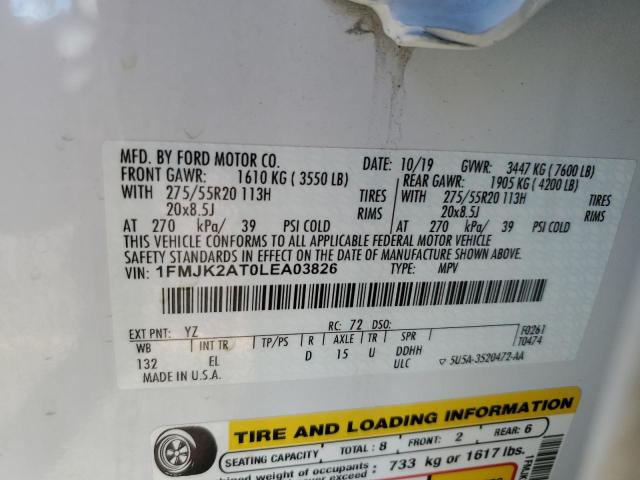 MFD. BY FORD MOTOR CO.
DATE: 10/19 GVWR: 3447 KG ( 7600 LB)
FRONT GAWR: 1610 KG ( 3550 LB)
REAR GAWR: 1905 KG ( 4200 LB)
WITH 275/55R20 113H TIRES
WITH 275/55R20 113H TIRES
20x8.5J RIMS
20x8.5J RIMS
AT 270 kPa/ 39 PSI COLD
AT 270 kPa/ 39 PSI COLD
THIS VEHICLE CONFORMS TO ALL APPLICABLE FEDERAL MOTOR VEHICLE
SAFETY STANDARDS IN EFFECT ON THE DATE OF MANUFACTURE SHOWN ABOVE.
VIN: 1FMJK2AT0LEA03826 TYPE: MPV
EXT PNT: YZ RC: 72 DSO: F0261
WB INT TR TP/PS R AXLE TR SPR T0474
132 EL D 15 U DDHH
ULC
MADE IN U.S.A. ▽ 5U5A-3520472-AA
TIRE AND LOADING INFORMATION
SEATING CAPACITY TOTAL: 8 FRONT: 2 REAR: 6
weight of occupants 733 kg or 1617 lbs.
1FMJK